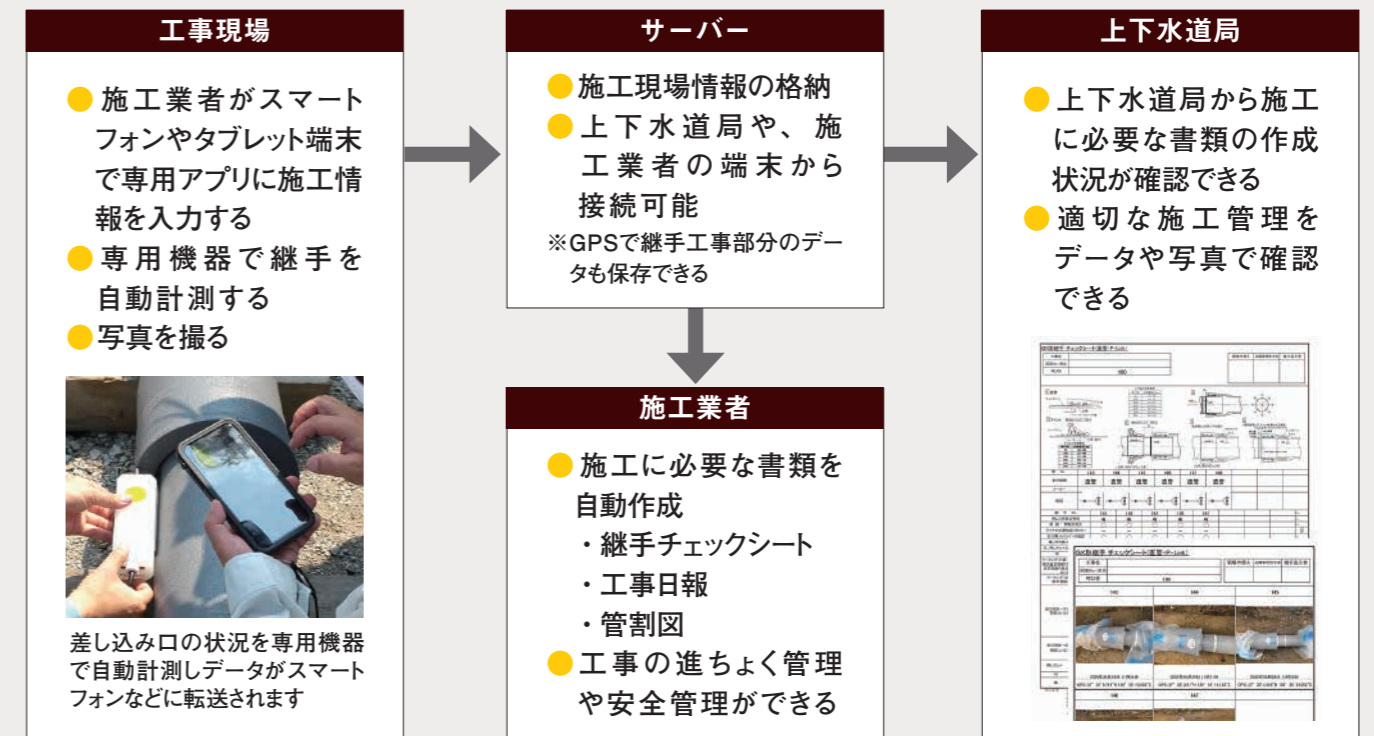 工事現場
● 施工業者がスマート
フォンやタブレット端末
で専用アプリに施工情
報を入力する
● 専用機器で継手を
自動計測する
● 写真を撮る
差し込み口の状況を専用機器
で自動計測しデータがスマート
フォンなどに転送されます
サーバー
● 施工現場情報の格納
● 上下水道局や、施
工業者の端末から
接続可能
※GPSで継手工事部分のデー
タも保存できる
施工業者
● 施工に必要な書類を
自動作成
・継手チェックシート
・工事日報
・管割図
● 工事の進ちょく管理
や安全管理ができる
上下水道局
● 上下水道局から施工
に必要な書類の作成
状況が確認できる
● 適切な施工管理を
データや写真で確認
できる